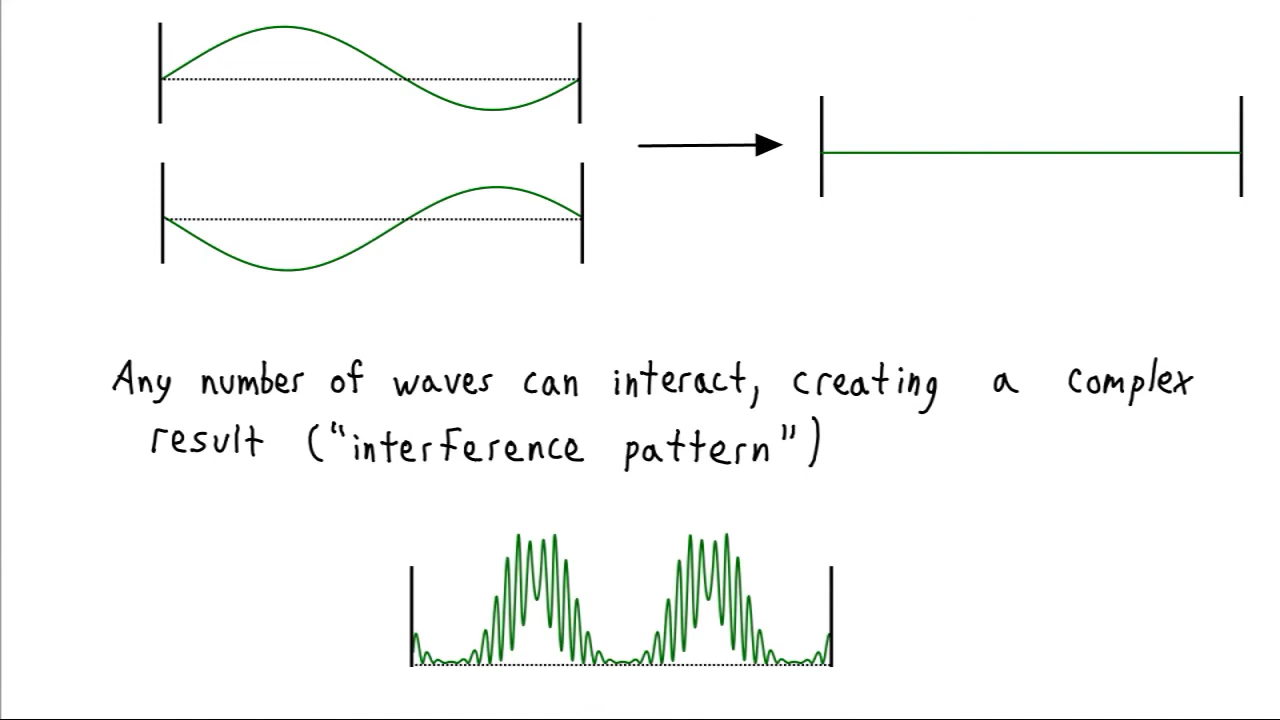 Any number of waves can interact, creating a complex
result ("interference pattern")